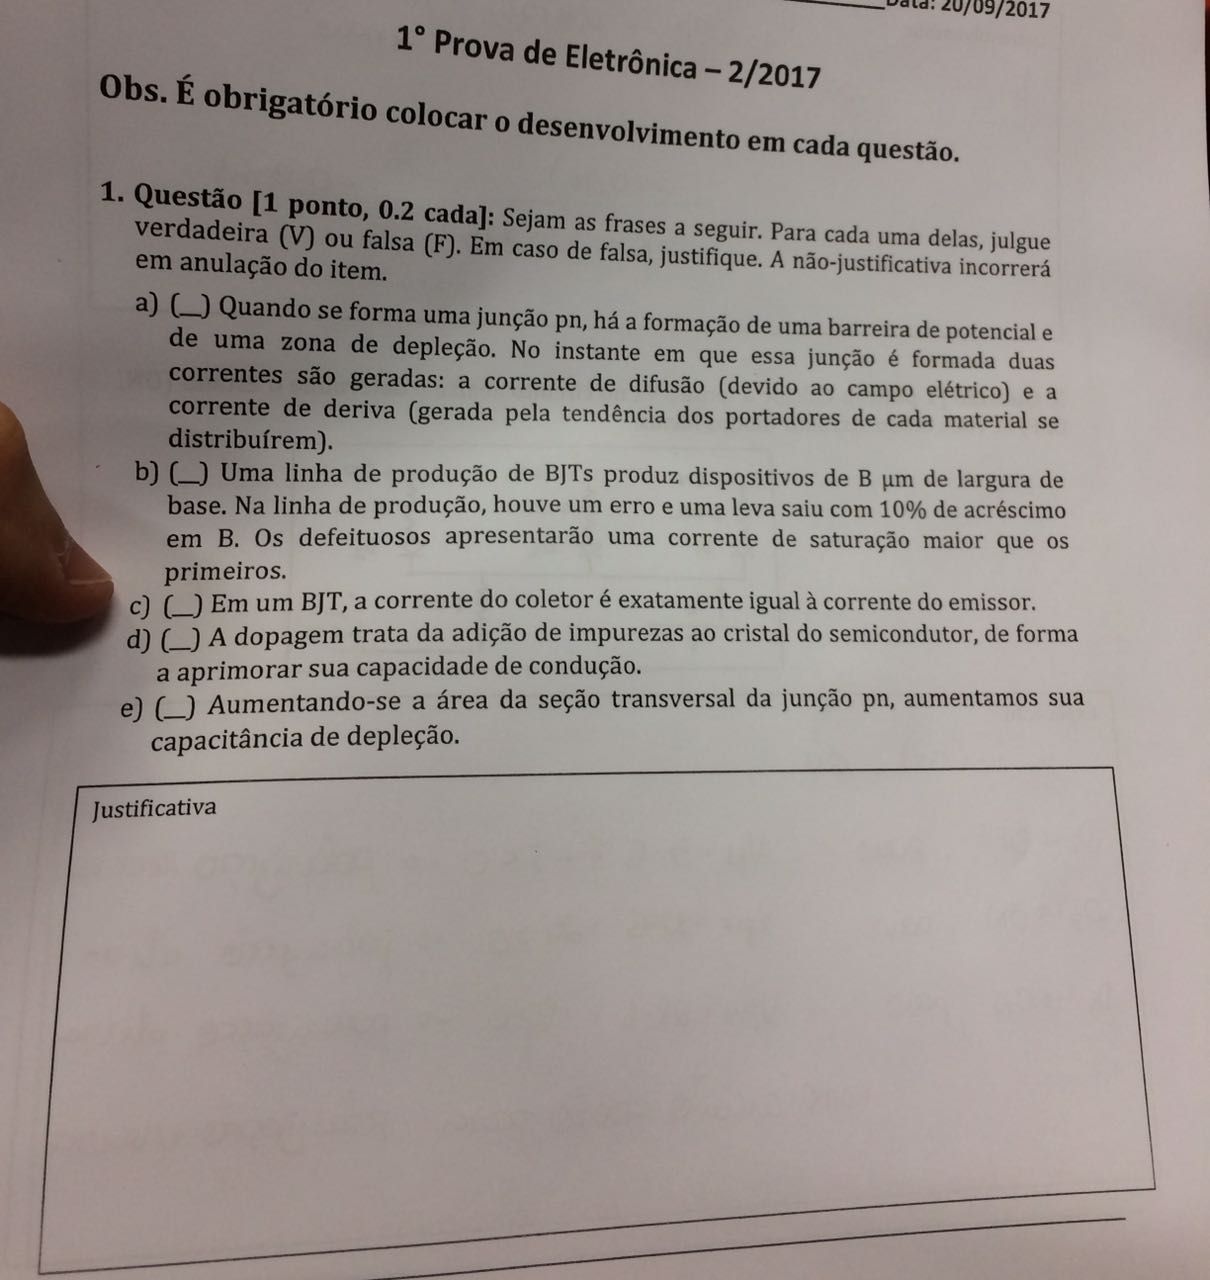 Data: 20/09/2017
1° Prova de Eletrônica – 2/2017
Obs. É obrigatório colocar o desenvolvimento em cada questão.
1. Questão [1 ponto, 0.2 cada]: Sejam as frases a seguir. Para cada uma delas, julgue
verdadeira (V) ou falsa (F). Em caso de falsa, justifique. A não-justificativa incorrerá
em anulação do item.
a) (__) Quando se forma uma junção pn, há a formação de uma barreira de potencial e
de uma zona de depleção. No instante em que essa junção é formada duas
correntes são geradas: a corrente de difusão (devido ao campo elétrico) e a
corrente de deriva (gerada pela tendência dos portadores de cada material se
distribuírem).
b) (__) Uma linha de produção de BJTs produz dispositivos de B µm de largura de
base. Na linha de produção, houve um erro e uma leva saiu com 10% de acréscimo
em B. Os defeituosos apresentarão uma corrente de saturação maior que os
primeiros.
c) (__) Em um BJT, a corrente do coletor é exatamente igual à corrente do emissor.
d) (__) A dopagem trata da adição de impurezas ao cristal do semicondutor, de forma
a aprimorar sua capacidade de condução.
e) (__) Aumentando-se a área da seção transversal da junção pn, aumentamos sua
capacitância de depleção.
Justificativa